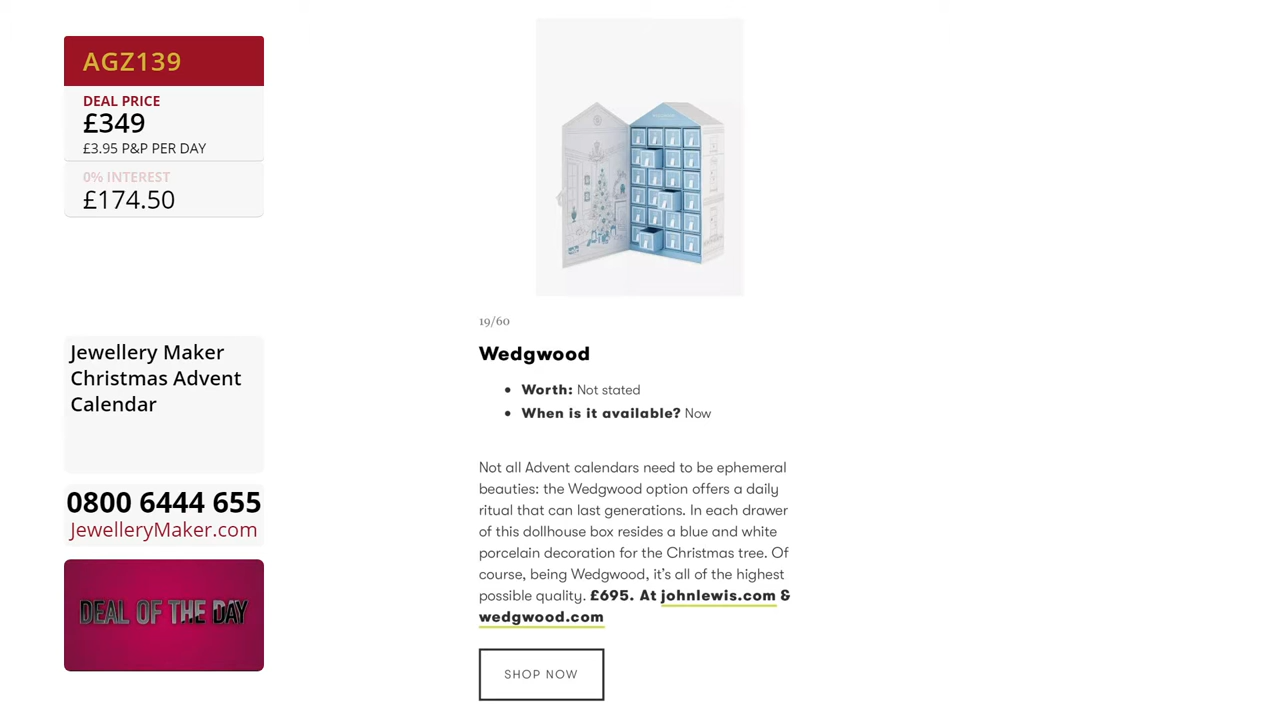 AGZ139
DEAL PRICE
£349
£3.95 P&P PER DAY
0% INTEREST
£174.50
Jewellery Maker
Christmas Advent
Calendar
0800 6444 655
JewelleryMaker.com
DEAL OF THE DAY
19/60
Wedgwood
• Worth: Not stated
• When is it available? Now
Not all Advent calendars need to be ephemeral
beauties: the Wedgwood option offers a daily
ritual that can last generations. In each drawer
of this dollhouse box resides a blue and white
porcelain decoration for the Christmas tree. Of
course, being Wedgwood, it's all of the highest
possible quality. £695. At johnlewis.com &
wedgwood.com
SHOP NOW